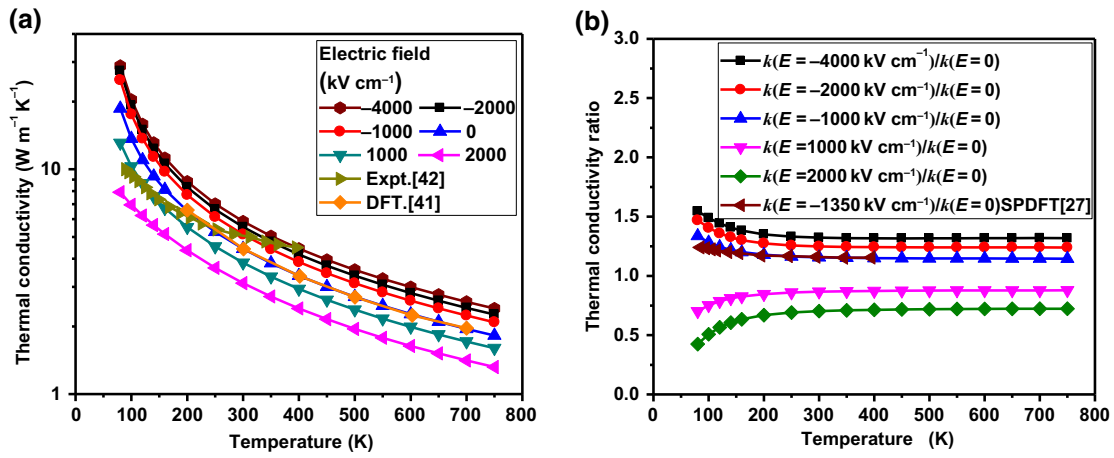 (a)
Thermal conductivity (W m⁻¹ K⁻¹)
10
1
Electric field
(kV cm⁻¹)
–4000 –2000
–1000 0
1000 2000
Expt.[42]
DFT.[41]
0 100 200 300 400 500 600 700 800
Temperature (K)
(b)
Thermal conductivity ratio
3.0
2.5
2.0
1.5
1.0
0.5
0.0
k(E = –4000 kV cm⁻¹)/k(E = 0)
k(E = –2000 kV cm⁻¹)/k(E = 0)
k(E = –1000 kV cm⁻¹)/k(E = 0)
k(E = 1000 kV cm⁻¹)/k(E = 0)
k(E = 2000 kV cm⁻¹)/k(E = 0)
k(E = –1350 kV cm⁻¹)/k(E = 0)SPDFT[27]
0 100 200 300 400 500 600 700 800
Temperature (K)